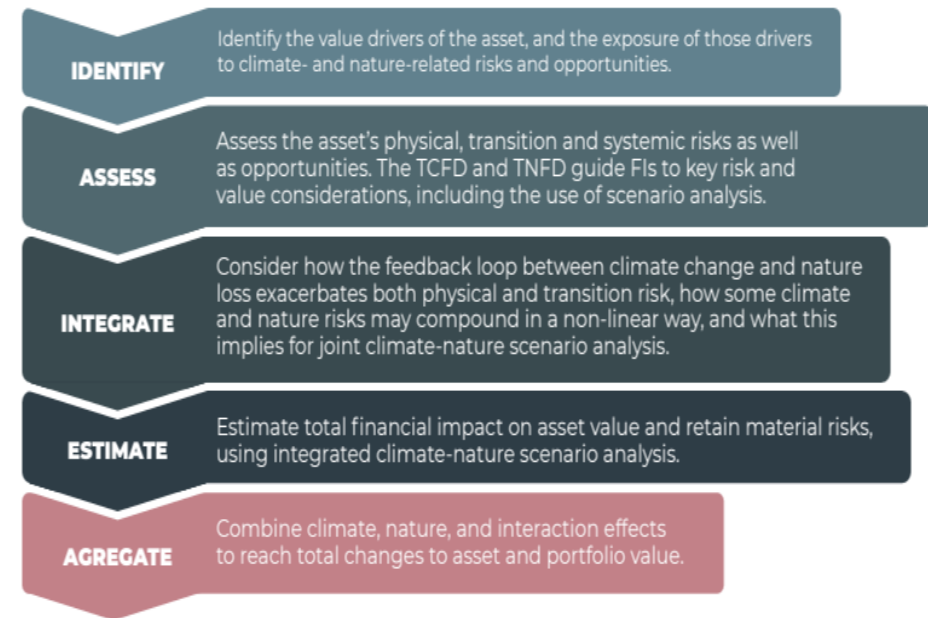 IDENTIFY
Identify the value drivers of the asset, and the exposure of those drivers
to climate- and nature-related risks and opportunities.
ASSESS
Assess the asset's physical, transition and systemic risks as well
as opportunities. The TCFD and TNFD guide FIs to key risk and
value considerations, including the use of scenario analysis.
INTEGRATE
Consider how the feedback loop between climate change and nature
loss exacerbates both physical and transition risk, how some climate
and nature risks may compound in a non-linear way, and what this
implies for joint climate-nature scenario analysis.
ESTIMATE
Estimate total financial impact on asset value and retain material risks,
using integrated climate-nature scenario analysis.
AGREGATE
Combine climate, nature, and interaction effects
to reach total changes to asset and portfolio value.